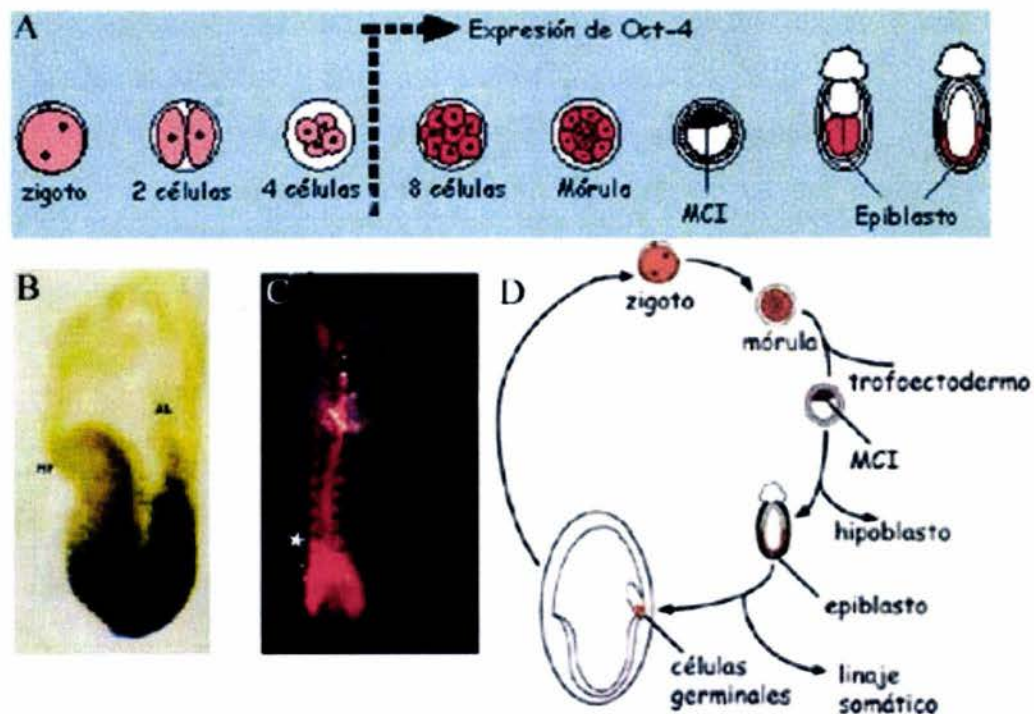 A
Expresión de Oct-4
zigoto
2 células
4 células
8 células
Mórula
MCI
Epiblasto
B
C
D
HF
AL
zigoto
mórula
trofoectodermo
MCI
hipoblasto
epiblasto
células
germinales
linaje
somático